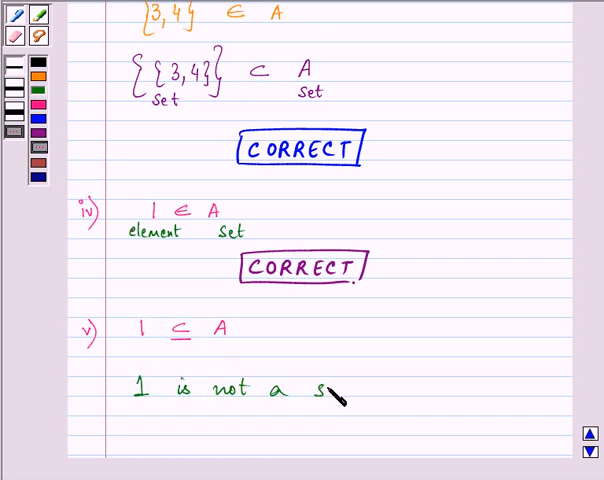 {3,4} ∈ A
{{3,4}} ⊂ A
set set
CORRECT
iv) 1 ∈ A
element set
CORRECT.
v) 1 ⊆ A
1 is not a s